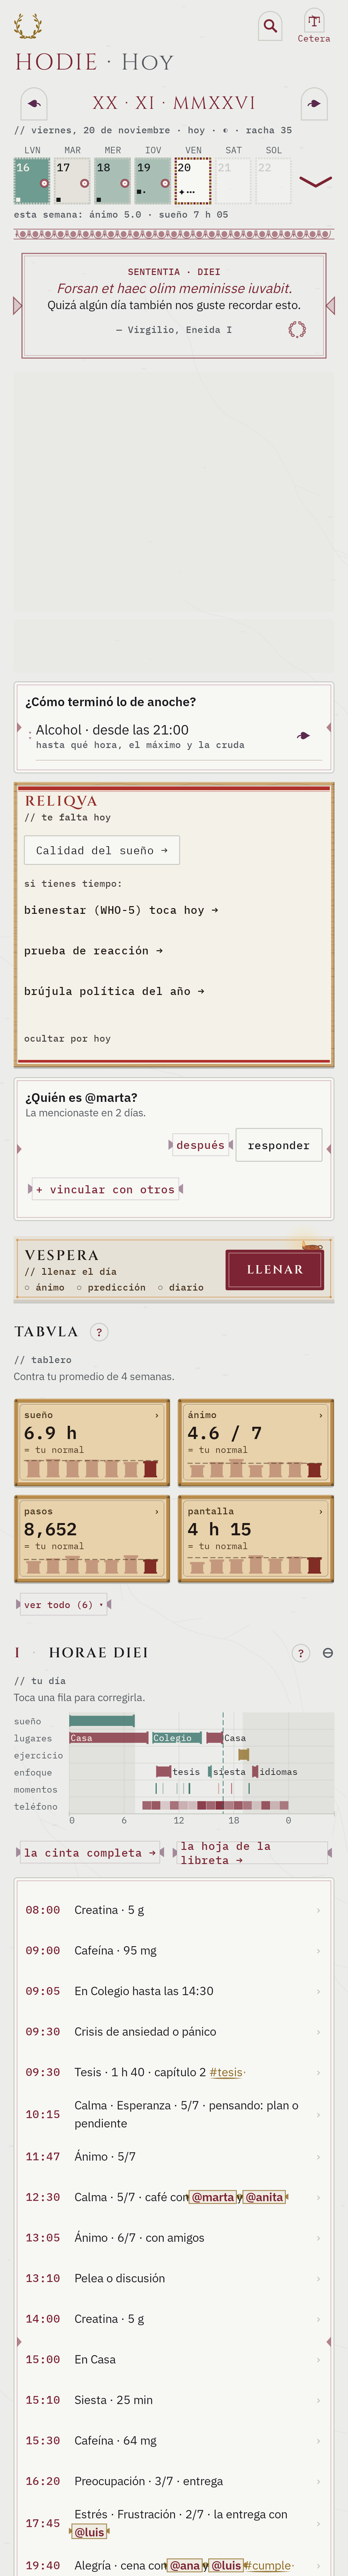 Cetera
HODIE · Hoy
XX · XI · MMXXVI
// viernes, 20 de noviembre · hoy · ◐ · racha 35
LVN MAR MER IOV VEN SAT SOL
16 17 18 19 20 21 22
esta semana: ánimo 5.0 · sueño 7 h 05
SENTENTIA · DIEI
Forsan et haec olim meminisse iuvabit.
Quizá algún día también nos guste recordar esto.
— Virgilio, Eneida I
¿Cómo terminó lo de anoche?
Alcohol · desde las 21:00
hasta qué hora, el máximo y la cruda
RELIQVA
// te falta hoy
Calidad del sueño →
si tienes tiempo:
bienestar (WHO-5) toca hoy →
prueba de reacción →
brújula política del año →
ocultar por hoy
¿Quién es @marta?
La mencionaste en 2 días.
después responder
+ vincular con otros
VESPERA
// llenar el día
○ ánimo ○ predicción ○ diario
LLENAR
TABVLA ?
// tablero
Contra tu promedio de 4 semanas.
sueño ›
6.9 h
= tu normal
ánimo ›
4.6 / 7
= tu normal
pasos ›
8,652
= tu normal
pantalla ›
4 h 15
= tu normal
ver todo (6) ▾
I · HORAE DIEI ?
// tu día
Toca una fila para corregirla.
sueño
lugares Casa Colegio Casa
ejercicio
enfoque tesis siesta idiomas
momentos
teléfono
0 6 12 18 0
la cinta completa →
la hoja de la
libreta →
08:00 Creatina · 5 g ›
09:00 Cafeína · 95 mg ›
09:05 En Colegio hasta las 14:30 ›
09:30 Crisis de ansiedad o pánico ›
09:30 Tesis · 1 h 40 · capítulo 2 #tesis· ›
10:15 Calma · Esperanza · 5/7 · pensando: plan o
pendiente ›
11:47 Ánimo · 5/7 ›
12:30 Calma · 5/7 · café con @marta y @anita ›
13:05 Ánimo · 6/7 · con amigos ›
13:10 Pelea o discusión ›
14:00 Creatina · 5 g ›
15:00 En Casa ›
15:10 Siesta · 25 min ›
15:30 Cafeína · 64 mg ›
16:20 Preocupación · 3/7 · entrega ›
17:45 Estrés · Frustración · 2/7 · la entrega con
@luis ›
19:40 Alegría · cena con @ana y @luis #cumple· ›